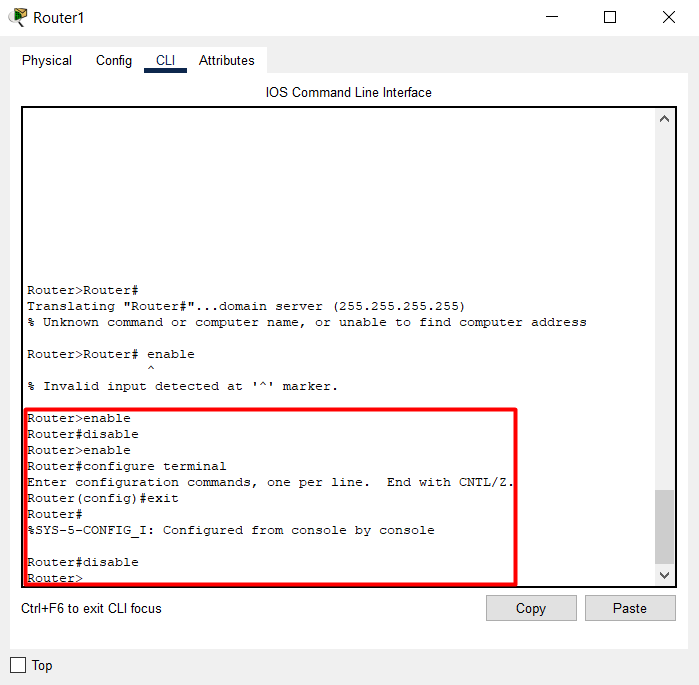 Router1
Physical Config CLI Attributes
IOS Command Line Interface
Router>Router#
Translating "Router#"...domain server (255.255.255.255)
% Unknown command or computer name, or unable to find computer address
Router>Router# enable
^
% Invalid input detected at '^' marker.
Router>enable
Router#disable
Router>enable
Router#configure terminal
Enter configuration commands, one per line.  End with CNTL/Z.
Router(config)#exit
Router#
%SYS-5-CONFIG_I: Configured from console by console
Router#disable
Router>
Ctrl+F6 to exit CLI focus
Copy Paste
Top